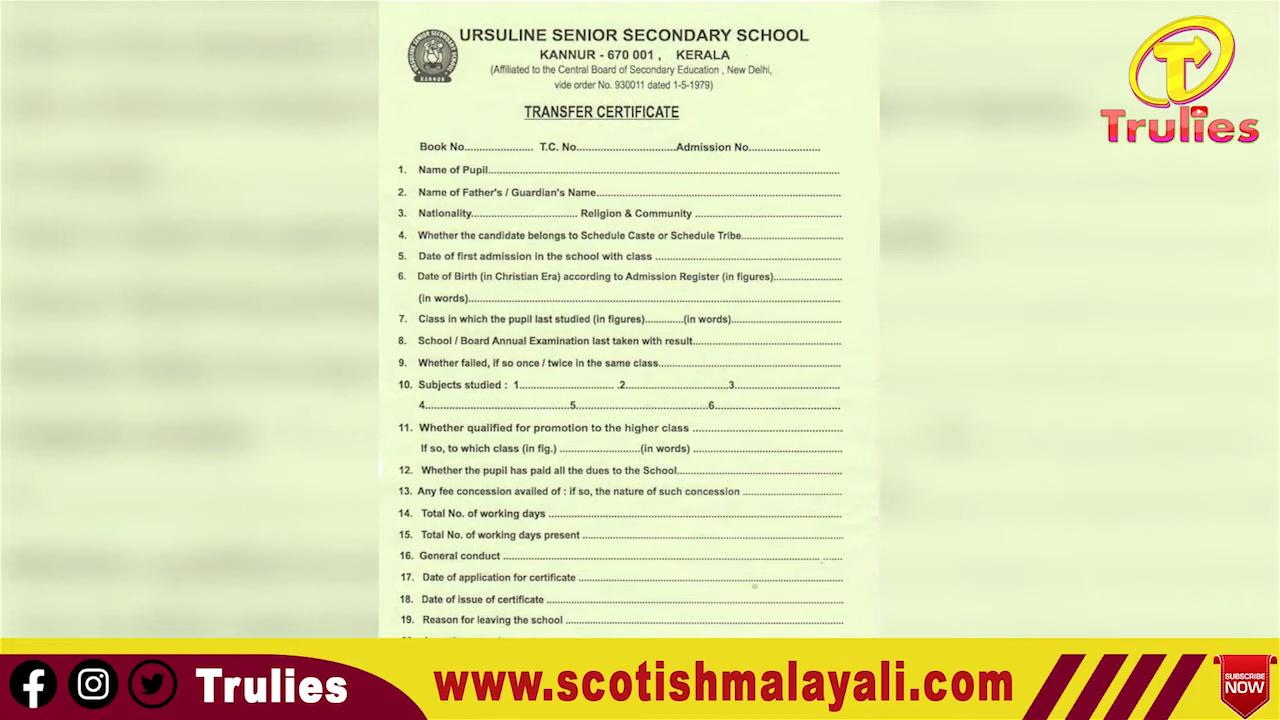 URSULINE SENIOR SECONDARY SCHOOL
KANNUR - 670 001 , KERALA
(Affiliated to the Central Board of Secondary Education , New Delhi,
vide order No. 930011 dated 1-5-1979)
TRANSFER CERTIFICATE
Book No.................. T.C. No..........................Admission No...................
1. Name of Pupil...............................................................
2. Name of Father's / Guardian's Name............................................
3. Nationality........................... Religion & Community .....................................
4. Whether the candidate belongs to Schedule Caste or Schedule Tribe..........................
5. Date of first admission in the school with class ................................................
6. Date of Birth (in Christian Era) according to Admission Register (in figures)..................
(in words)...............................................................
7. Class in which the pupil last studied (in figures).............(in words)............................
8. School / Board Annual Examination last taken with result......................................
9. Whether failed, if so once / twice in the same class................................................
10. Subjects studied : 1......................... .2...........................3...........................
4......................................5...................................6.................................
11. Whether qualified for promotion to the higher class ......................................
If so, to which class (in fig.) ......................(in words) ......................................
12. Whether the pupil has paid all the dues to the School..........................................
13. Any fee concession availed of : if so, the nature of such concession .........................
14. Total No. of working days ...............................................................
15. Total No. of working days present ......................................................
16. General conduct ...............................................................
17. Date of application for certificate ......................................................
18. Date of issue of certificate ......................................................
19. Reason for leaving the school ......................................................
Trulies
Trulies
www.scotishmalayali.com
SUBSCRIBE
NOW